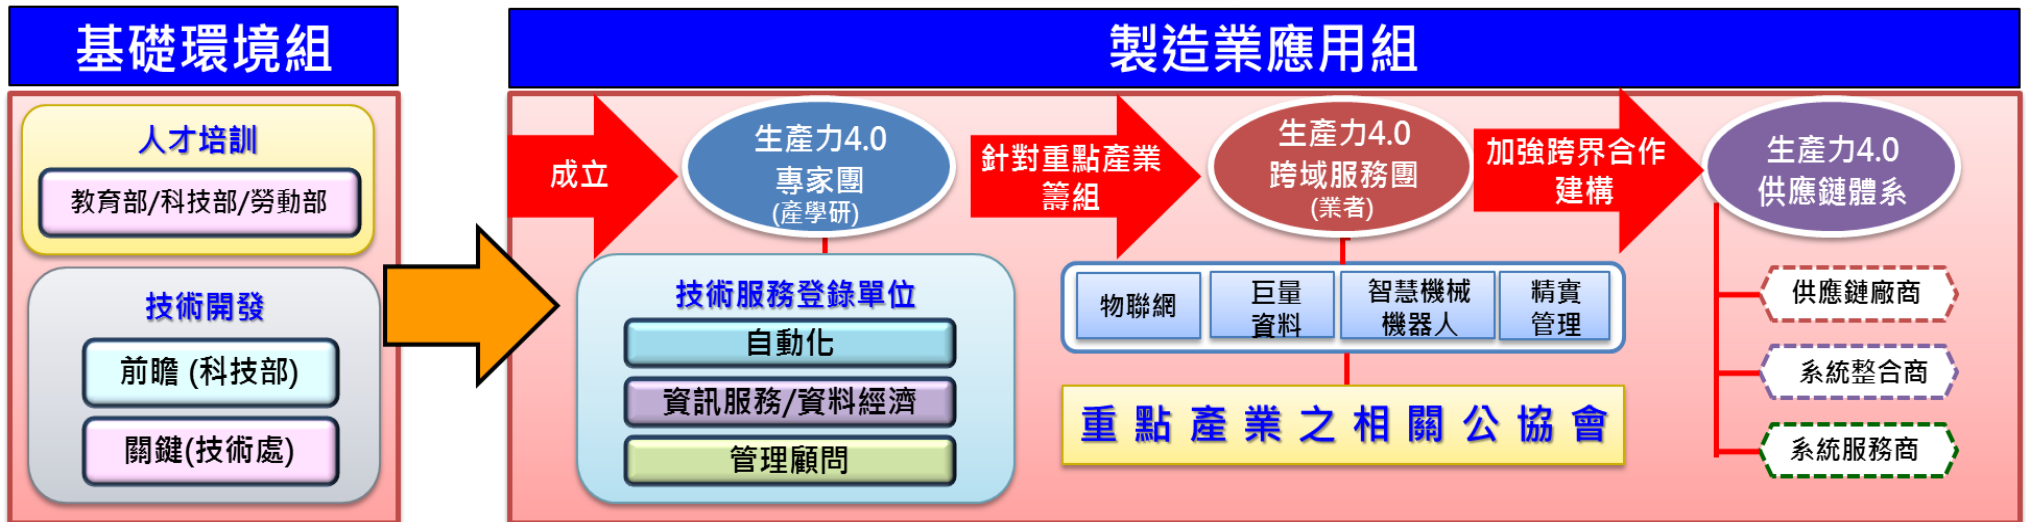 基礎環境組
人才培訓
教育部/科技部/勞動部
技術開發
前瞻 (科技部)
關鍵(技術處)
製造業應用組
成立
生產力4.0
專家團
(產學研)
技術服務登錄單位
自動化
資訊服務/資料經濟
管理顧問
針對重點產業
籌組
生產力4.0
跨域服務團
(業者)
物聯網
巨量
資料
智慧機械
機器人
精實
管理
重點產業之相關公協會
加強跨界合作
建構
生產力4.0
供應鏈體系
供應鏈廠商
系統整合商
系統服務商